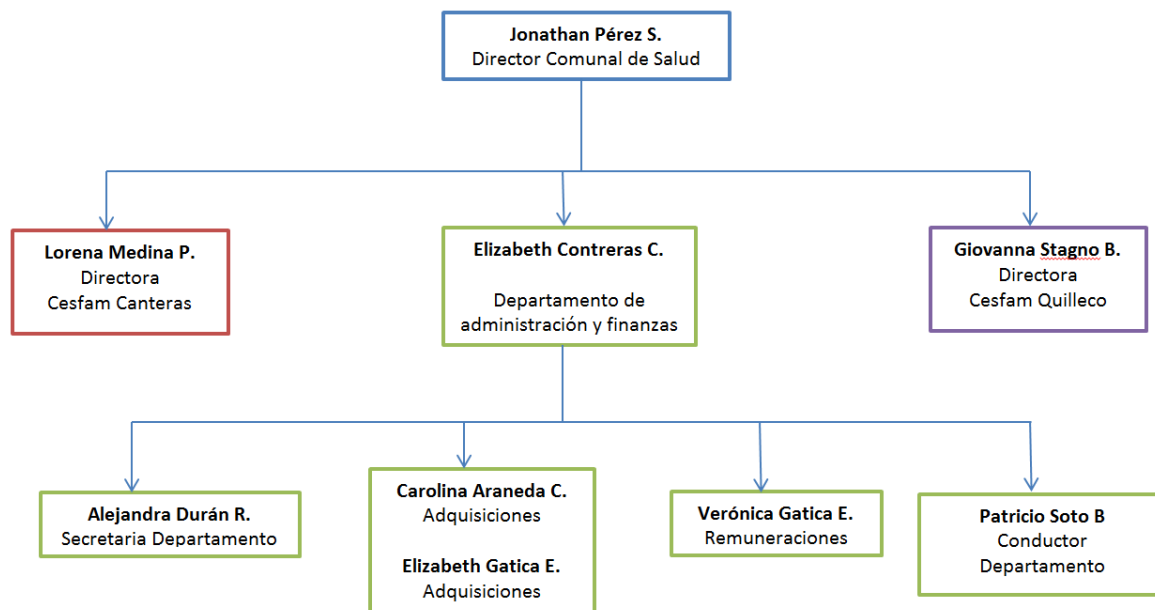 Jonathan Pérez S.
Director Comunal de Salud
Lorena Medina P.
Directora
Cesfam Canteras
Elizabeth Contreras C.
Departamento de
administración y finanzas
Giovanna Stagno B.
Directora
Cesfam Quilleco
Alejandra Durán R.
Secretaria Departamento
Carolina Araneda C.
Adquisiciones
Elizabeth Gatica E.
Adquisiciones
Verónica Gatica E.
Remuneraciones
Patricio Soto B
Conductor
Departamento